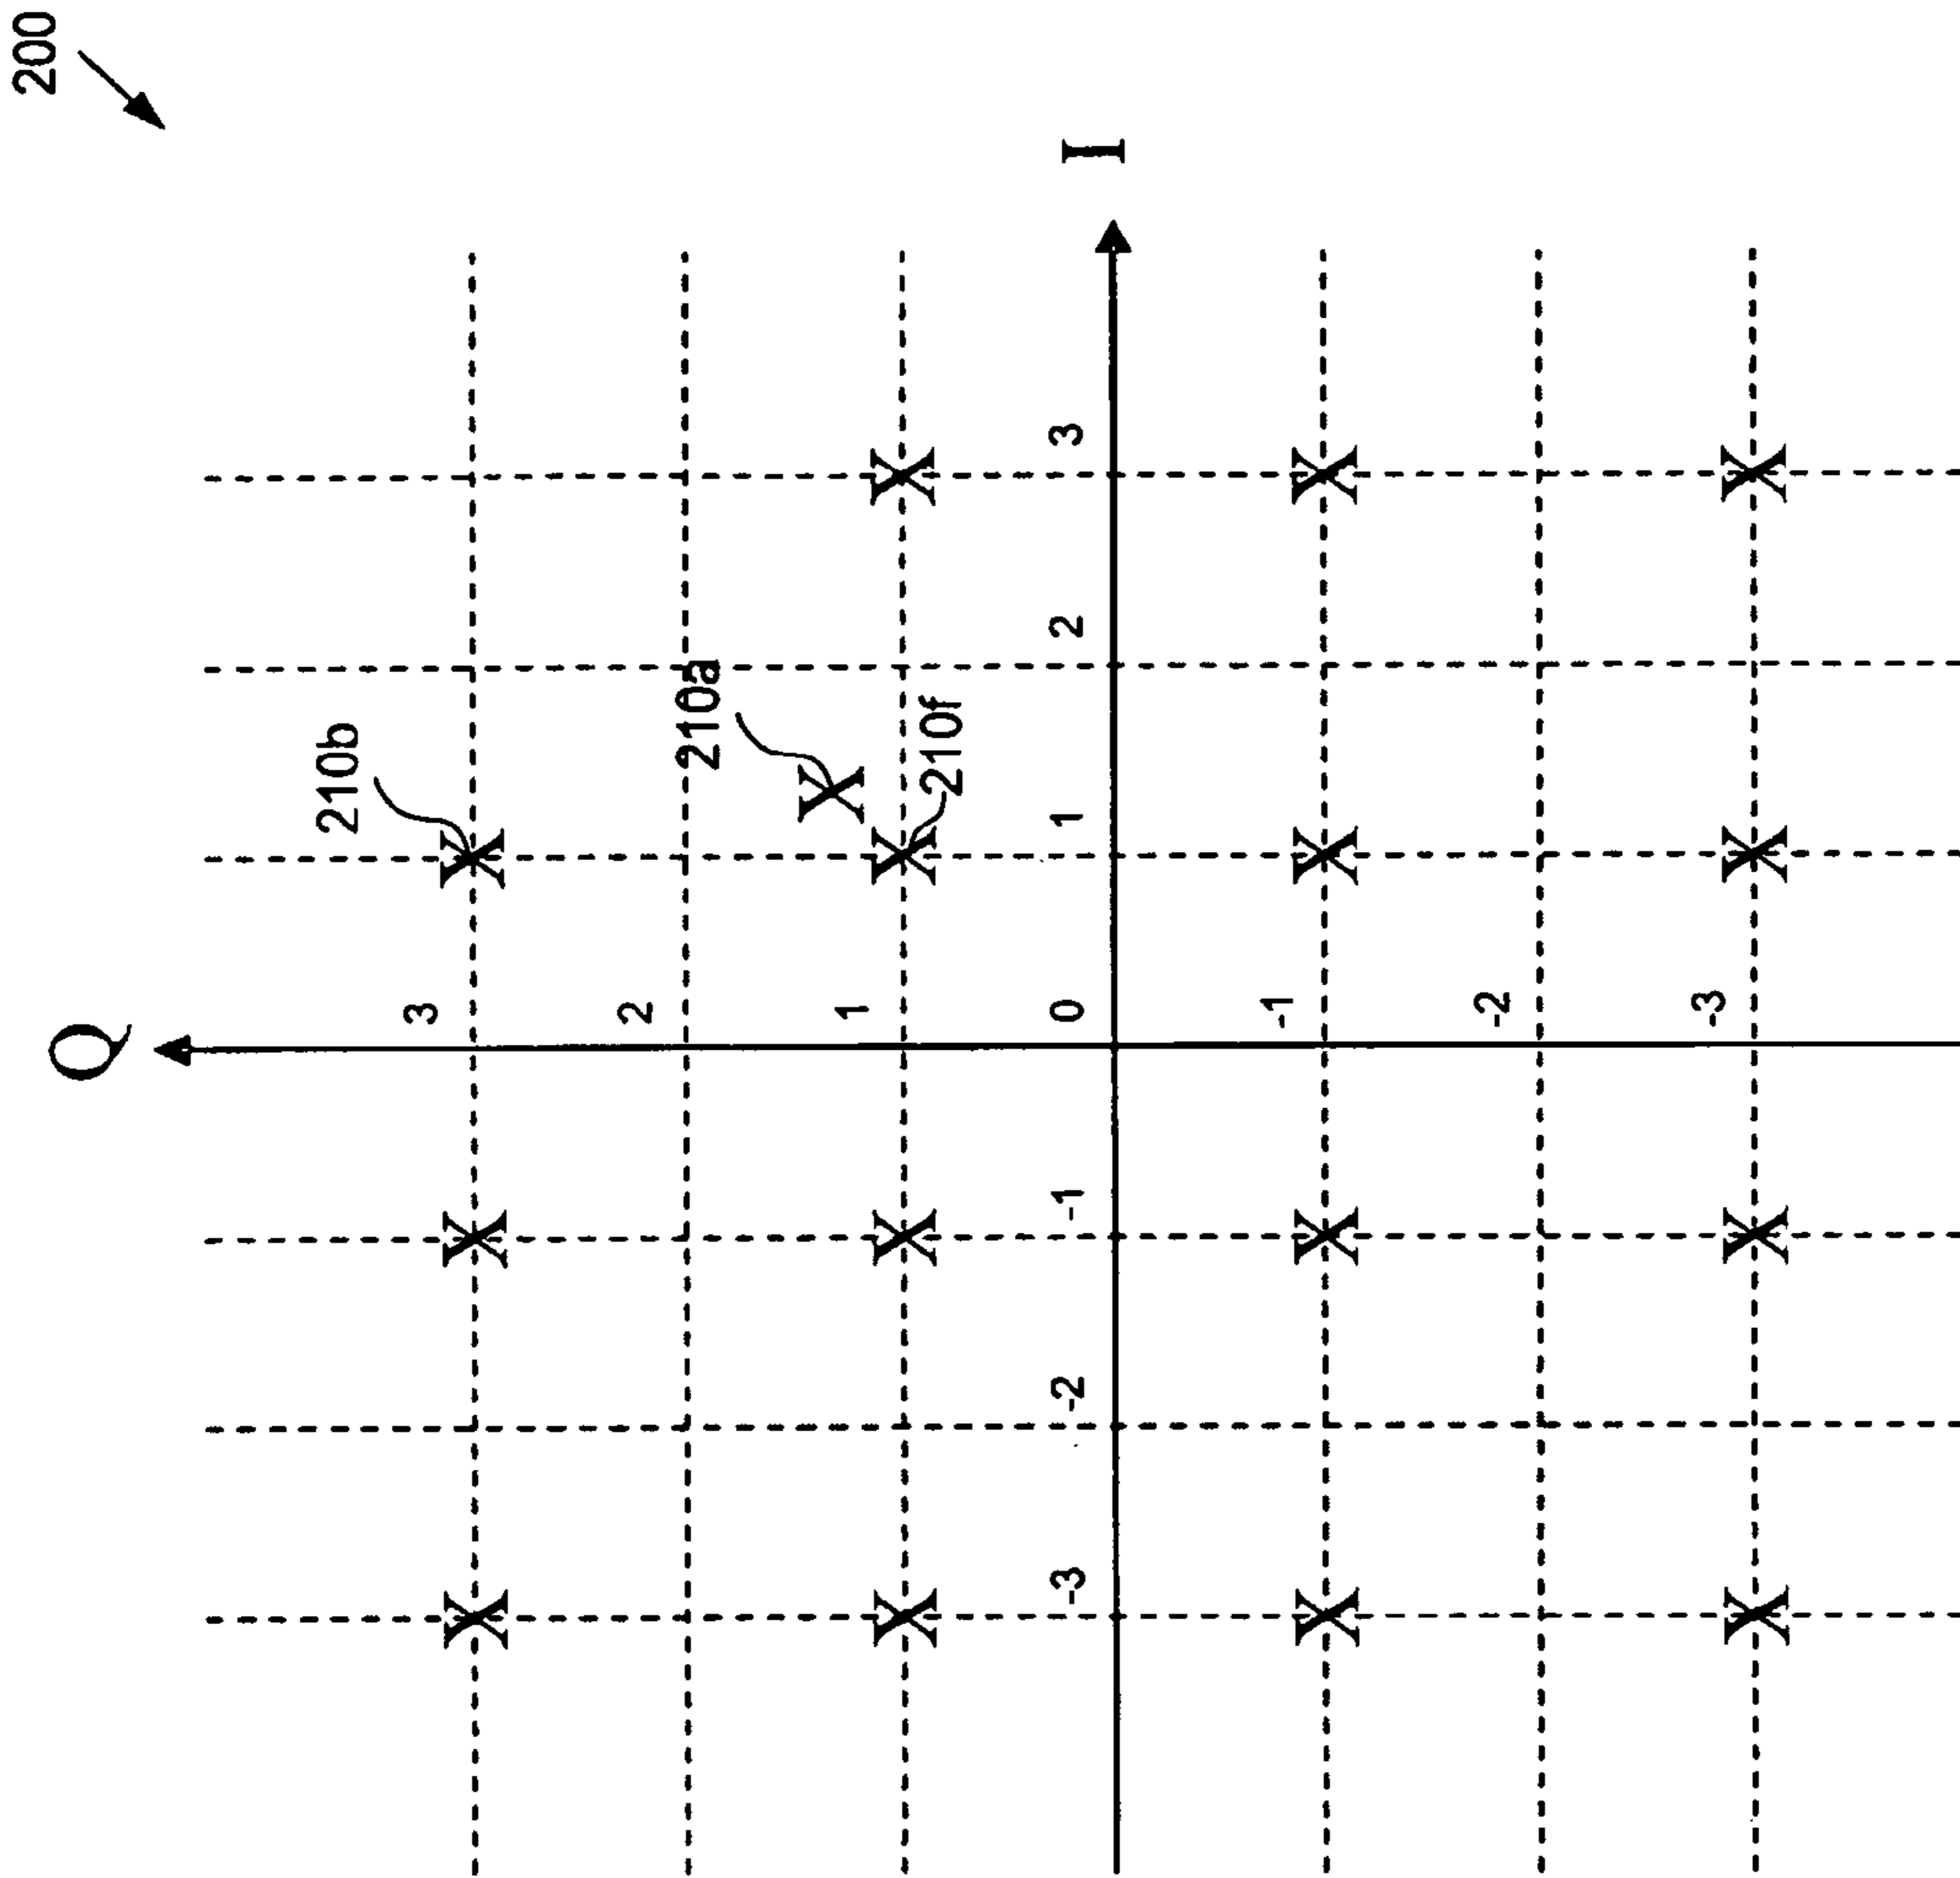 200
Q
210b
3
X X X
2
210a
X
1
X X X X
210f
-3 -2 -1 0 1 2 3
I
-1
X X X X
-2
-3
X X X X